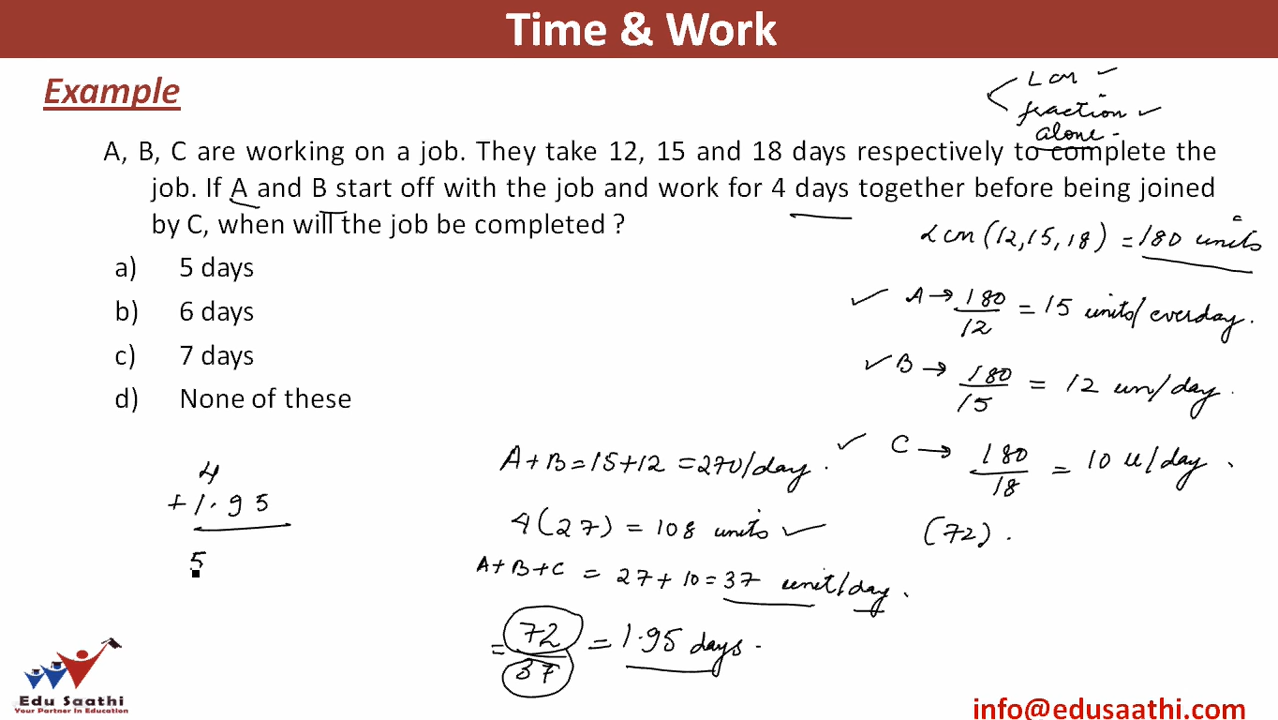 Time & Work
Example
Lcm
fraction
alone
A, B, C are working on a job. They take 12, 15 and 18 days respectively to complete the
job. If A and B start off with the job and work for 4 days together before being joined
by C, when will the job be completed ?
a) 5 days
b) 6 days
c) 7 days
d) None of these
Lcm (12,15,18) = 180 units
A → 180/12 = 15 units/everday.
B → 180/15 = 12 un/day.
C → 180/18 = 10 u/day.
(72).
A+B=15+12=270/day.
4(27) = 108 units
A+B+C = 27+10=37 unit/day.
= 72/37 = 1.95 days.
4
+1.95
5
Edu Saathi
Your Partner In Education
info@edusaathi.com